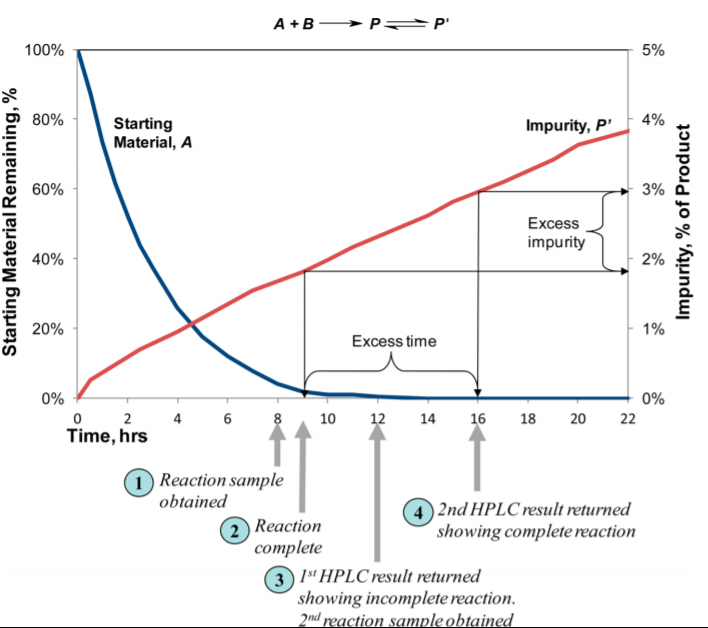 A + B ⟶ P ⇌ P'
100%
80%
60%
40%
20%
0%
Starting Material Remaining, %
5%
4%
3%
2%
1%
0%
Impurity, % of Product
Starting
Material, A
Impurity, P'
Excess
impurity
Excess time
0 2 4 6 8 10 12 14 16 18 20 22
Time, hrs
1 Reaction sample
obtained
2 Reaction
complete
3 1st HPLC result returned
showing incomplete reaction.
2nd reaction sample obtained
4 2nd HPLC result returned
showing complete reaction